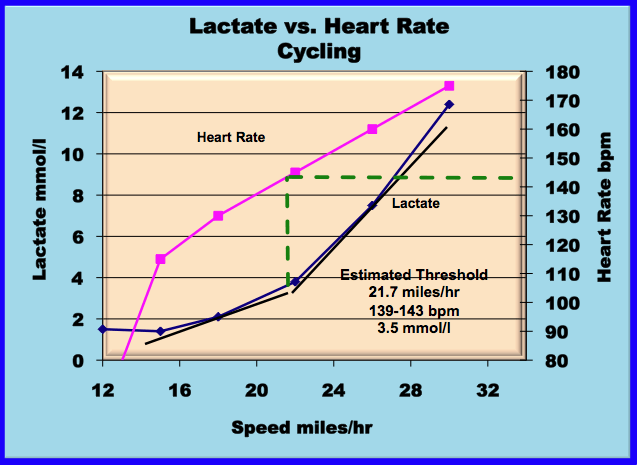 Lactate vs. Heart Rate
Cycling
14
12
10
8
6
4
2
0
Lactate mmol/l
180
170
160
150
140
130
120
110
100
90
80
Heart Rate bpm
Heart Rate
Lactate
Estimated Threshold
21.7 miles/hr
139-143 bpm
3.5 mmol/l
12 16 20 24 28 32
Speed miles/hr